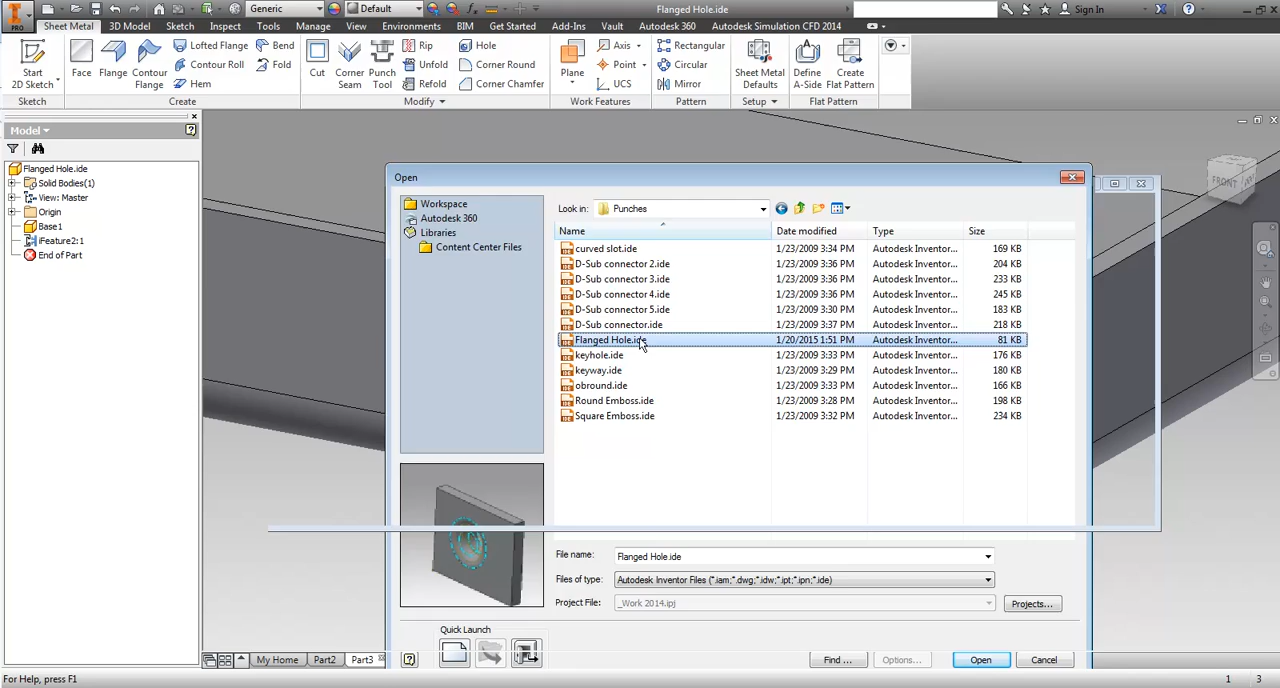 Generic
Default
Flanged Hole.ide
Sign In
PRO
Sheet Metal
3D Model
Sketch
Inspect
Tools
Manage
View
Environments
BIM
Get Started
Add-Ins
Vault
Autodesk 360
Autodesk Simulation CFD 2014
Start
2D Sketch
Face
Flange
Contour
Flange
Lofted Flange
Contour Roll
Hem
Bend
Fold
Cut
Corner
Seam
Punch
Tool
Rip
Unfold
Refold
Hole
Corner Round
Corner Chamfer
Plane
Axis
Point
UCS
Rectangular
Circular
Mirror
Sheet Metal
Defaults
Define
A-Side
Create
Flat Pattern
Sketch
Create
Modify
Work Features
Pattern
Setup
Flat Pattern
Model
Flanged Hole.ide
Solid Bodies(1)
View: Master
Origin
Base1
iFeature2:1
End of Part
FRONT
Open
Workspace
Autodesk 360
Libraries
Content Center Files
Look in:
Punches
Name
Date modified
Type
Size
curved slot.ide 1/23/2009 3:34 PM Autodesk Inventor... 169 KB
D-Sub connector 2.ide 1/23/2009 3:36 PM Autodesk Inventor... 204 KB
D-Sub connector 3.ide 1/23/2009 3:36 PM Autodesk Inventor... 233 KB
D-Sub connector 4.ide 1/23/2009 3:36 PM Autodesk Inventor... 245 KB
D-Sub connector 5.ide 1/23/2009 3:35 PM Autodesk Inventor... 183 KB
D-Sub connector.ide 1/23/2009 3:37 PM Autodesk Inventor... 218 KB
Flanged Hole.ide 1/20/2015 1:51 PM Autodesk Inventor... 81 KB
keyhole.ide 1/23/2009 3:33 PM Autodesk Inventor... 176 KB
keyway.ide 1/23/2009 3:29 PM Autodesk Inventor... 180 KB
obround.ide 1/23/2009 3:33 PM Autodesk Inventor... 166 KB
Round Emboss.ide 1/23/2009 3:28 PM Autodesk Inventor... 198 KB
Square Emboss.ide 1/23/2009 3:32 PM Autodesk Inventor... 234 KB
File name:
Flanged Hole.ide
Files of type:
Autodesk Inventor Files (*.iam;*.dwg;*.idw;*.ipt;*.ipn;*.ide)
Project File:
_Work 2014.ipj
Projects...
Quick Launch
Find ...
Options...
Open
Cancel
My Home
Part2
Part3
For Help, press F1
1
3